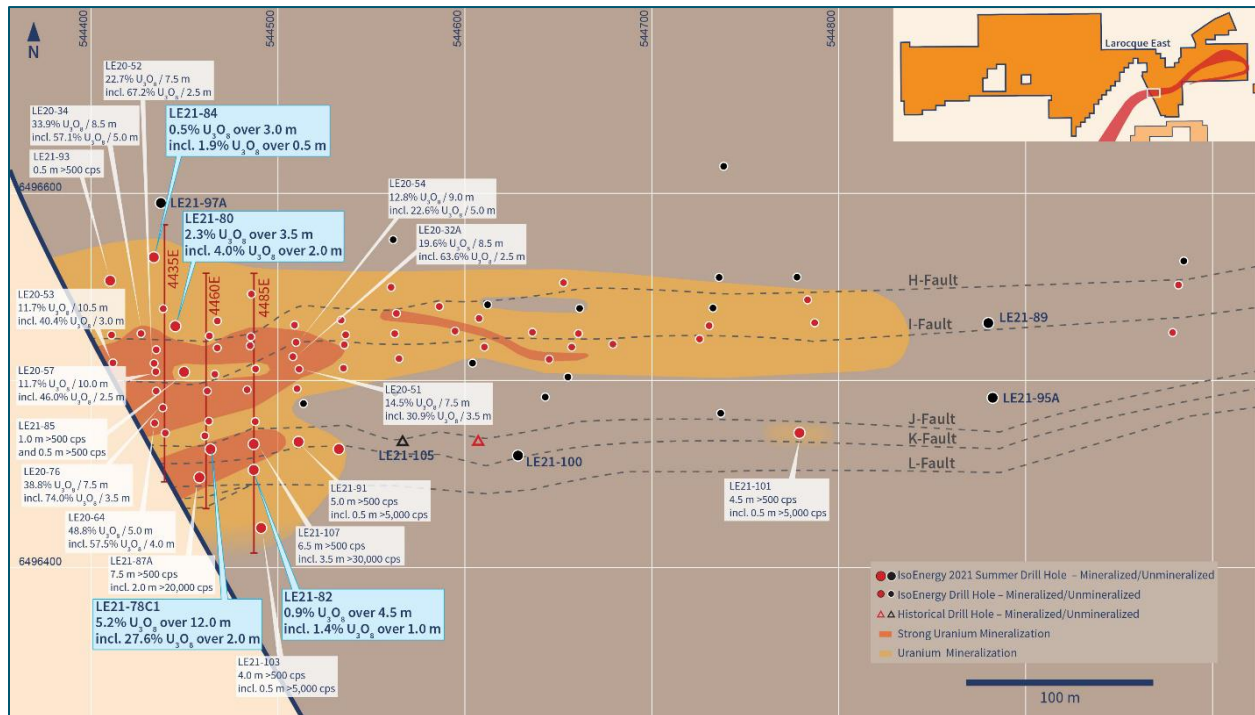 544400
544500
544600
544700
544800
N
Larocque East
LE20-52
22.7% U3O8 / 7.5 m
incl. 67.2% U3O8 / 2.5 m
LE20-34
33.9% U3O8 / 8.5 m
incl. 57.1% U3O8 / 5.0 m
LE21-93
0.5 m >500 cps
LE21-84
0.5% U3O8 over 3.0 m
incl. 1.9% U3O8 over 0.5 m
6496600
LE21-97A
LE21-80
2.3% U3O8 over 3.5 m
incl. 4.0% U3O8 over 2.0 m
LE20-54
12.8% U3O8 / 9.0 m
incl. 22.6% U3O8 / 5.0 m
LE20-32A
19.6% U3O8 / 8.5 m
incl. 63.6% U3O8 / 2.5 m
4435E
4460E
4485E
H-Fault
I-Fault
LE21-89
LE20-53
11.7% U3O8 / 10.5 m
incl. 40.4% U3O8 / 3.0 m
LE20-57
11.7% U3O8 / 10.0 m
incl. 46.0% U3O8 / 2.5 m
LE20-51
14.5% U3O8 / 7.5 m
incl. 30.9% U3O8 / 3.5 m
LE21-95A
J-Fault
K-Fault
L-Fault
LE21-85
1.0 m >500 cps
and 0.5 m >500 cps
LE21-105
LE21-100
LE20-76
38.8% U3O8 / 7.5 m
incl. 74.0% U3O8 / 3.5 m
LE21-91
5.0 m >500 cps
incl. 0.5 m >5,000 cps
LE21-101
4.5 m >500 cps
incl. 0.5 m >5,000 cps
LE20-64
48.8% U3O8 / 5.0 m
incl. 57.5% U3O8 / 4.0 m
LE21-107
6.5 m >500 cps
incl. 3.5 m >30,000 cps
LE21-87A
7.5 m >500 cps
incl. 2.0 m >20,000 cps
6496400
LE21-78C1
5.2% U3O8 over 12.0 m
incl. 27.6% U3O8 over 2.0 m
LE21-82
0.9% U3O8 over 4.5 m
incl. 1.4% U3O8 over 1.0 m
LE21-103
4.0 m >500 cps
incl. 0.5 m >5,000 cps
IsoEnergy 2021 Summer Drill Hole – Mineralized/Unmineralized
IsoEnergy Drill Hole – Mineralized/Unmineralized
Historical Drill Hole – Mineralized/Unmineralized
Strong Uranium Mineralization
Uranium Mineralization
100 m